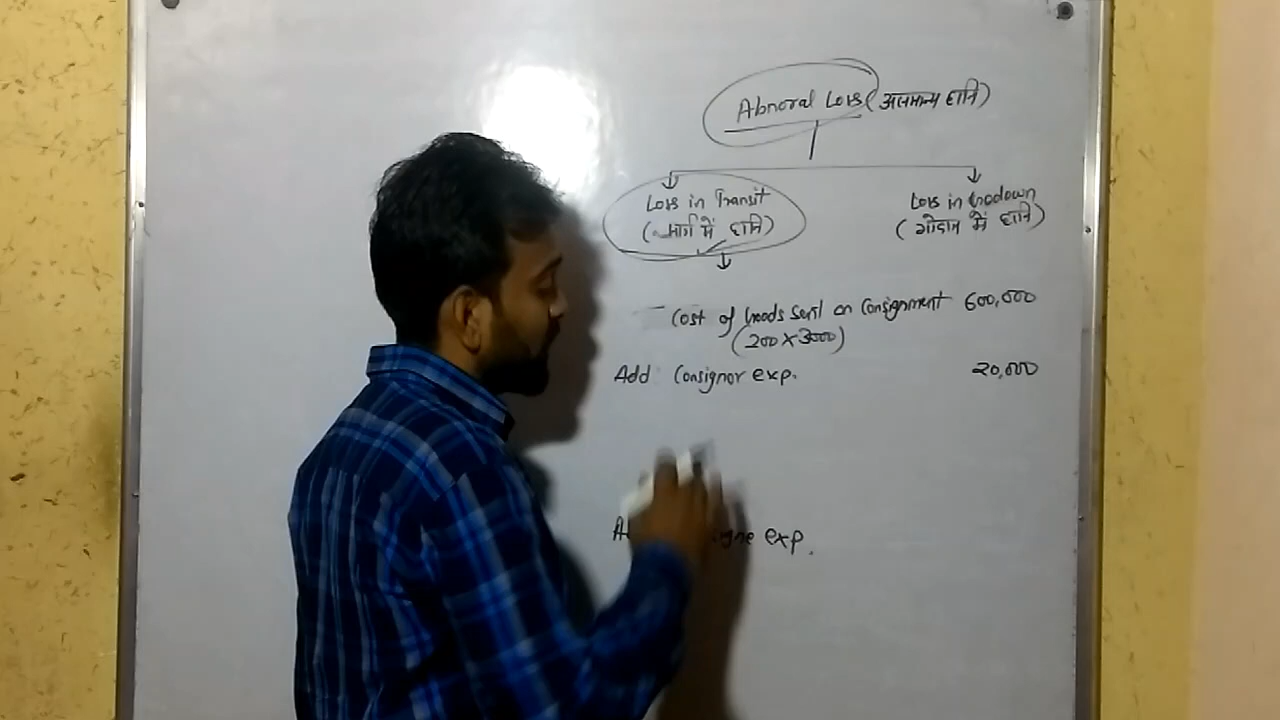 Abnoral Loss (असामान्य हानि)
Loss in Transit
(मार्ग में हानि)
Loss in Godown
(गोदाम में हानि)
Cost of Goods Sent on Consignment 600,000
(200 X 3000)
Add Consignor exp. 20,000
exp.